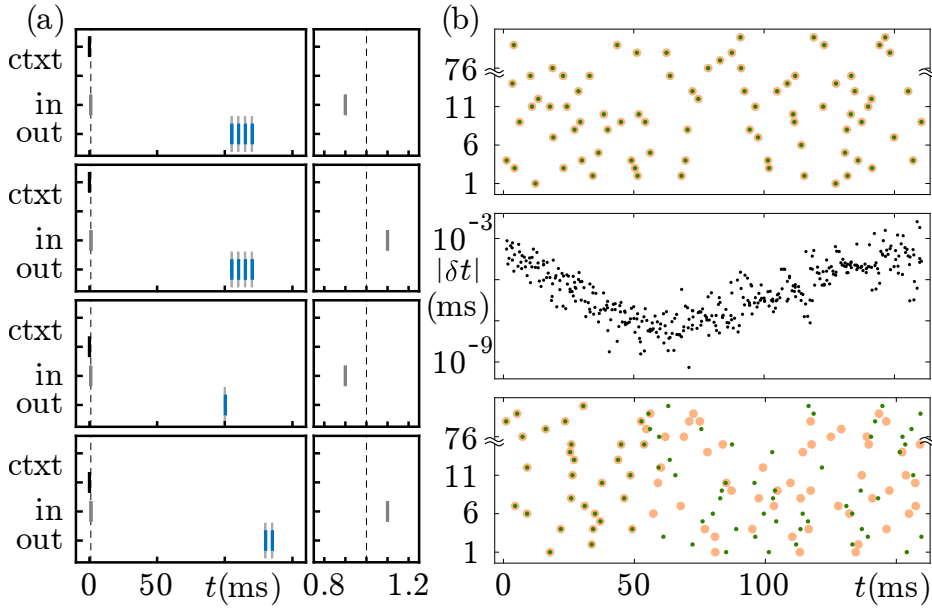 (a)
ctxt
in
out
ctxt
in
out
ctxt
in
out
ctxt
in
out
0 50 t(ms) 0.8 1.2
(b)
76
11
6
1
10⁻³
|δt|
(ms)
10⁻⁹
76
11
6
1
0 50 100 t(ms)